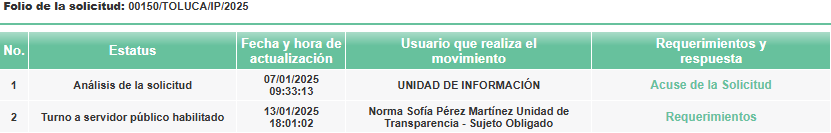 Folio de la solicitud: 00150/TOLUCA/IP/2025
No. Estatus Fecha y hora de actualización Usuario que realiza el movimiento Requerimientos y respuesta
1 Análisis de la solicitud 07/01/2025 09:33:13 UNIDAD DE INFORMACIÓN Acuse de la Solicitud
2 Turno a servidor público habilitado 13/01/2025 18:01:02 Norma Sofía Pérez Martínez Unidad de Transparencia - Sujeto Obligado Requerimientos